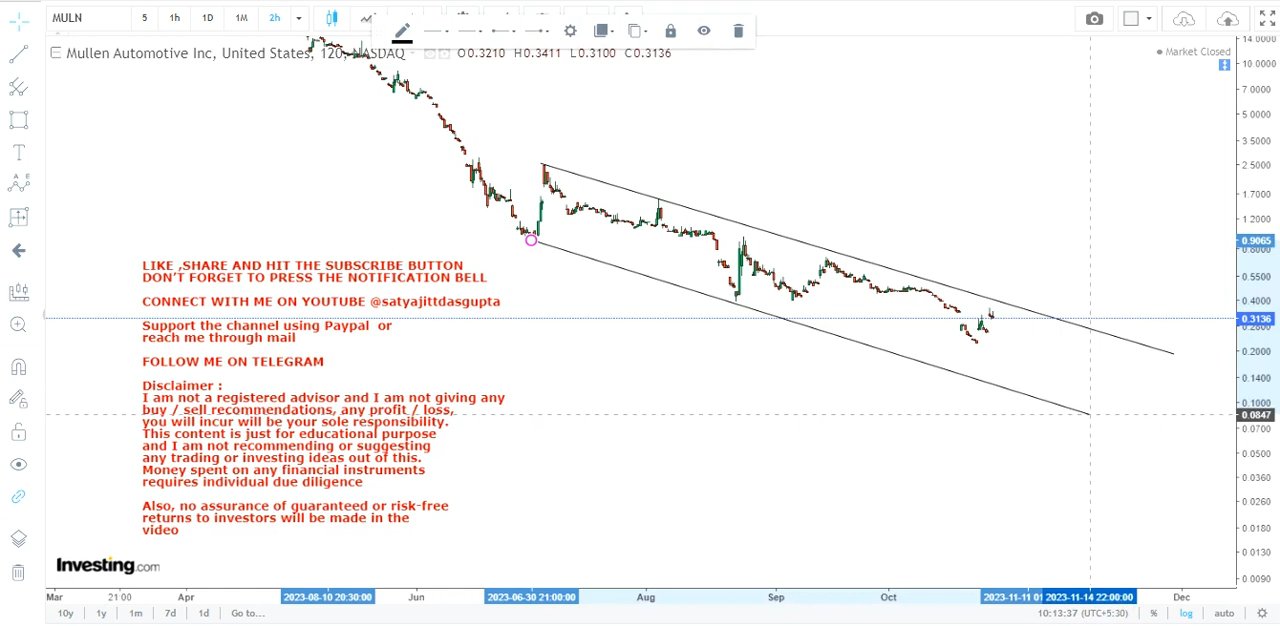 MULN 5 1h 1D 1M 2h
Mullen Automotive Inc, United States, 120, NASDAQ O0.3210 H0.3411 L0.3100 C0.3136
Market Closed
14.0000
10.0000
7.0000
5.0000
3.5000
2.5000
1.7000
1.2000
0.9065
0.5500
0.4000
0.3136
0.2000
0.1400
0.1000
0.0847
0.0700
0.0500
0.0360
0.0260
0.0180
0.0130
0.0090
LIKE ,SHARE AND HIT THE SUBSCRIBE BUTTON
DON'T FORGET TO PRESS THE NOTIFICATION BELL
CONNECT WITH ME ON YOUTUBE @satyajittdasgupta
Support the channel using Paypal or
reach me through mail
FOLLOW ME ON TELEGRAM
Disclaimer :
I am not a registered advisor and I am not giving any
buy / sell recommendations, any profit / loss,
you will incur will be your sole responsibility.
This content is just for educational purpose
and I am not recommending or suggesting
any trading or investing ideas out of this.
Money spent on any financial instruments
requires individual due diligence
Also, no assurance of guaranteed or risk-free
returns to investors will be made in the
video
Investing.com
Mar 21:00 Apr 2023-08-10 20:30:00 Jun 2023-06-30 21:00:00 Aug Sep Oct 2023-11-11 2023-11-14 22:00:00 Dec
10y 1y 1m 7d 1d Go to... 10:13:37 (UTC+5:30) % log auto